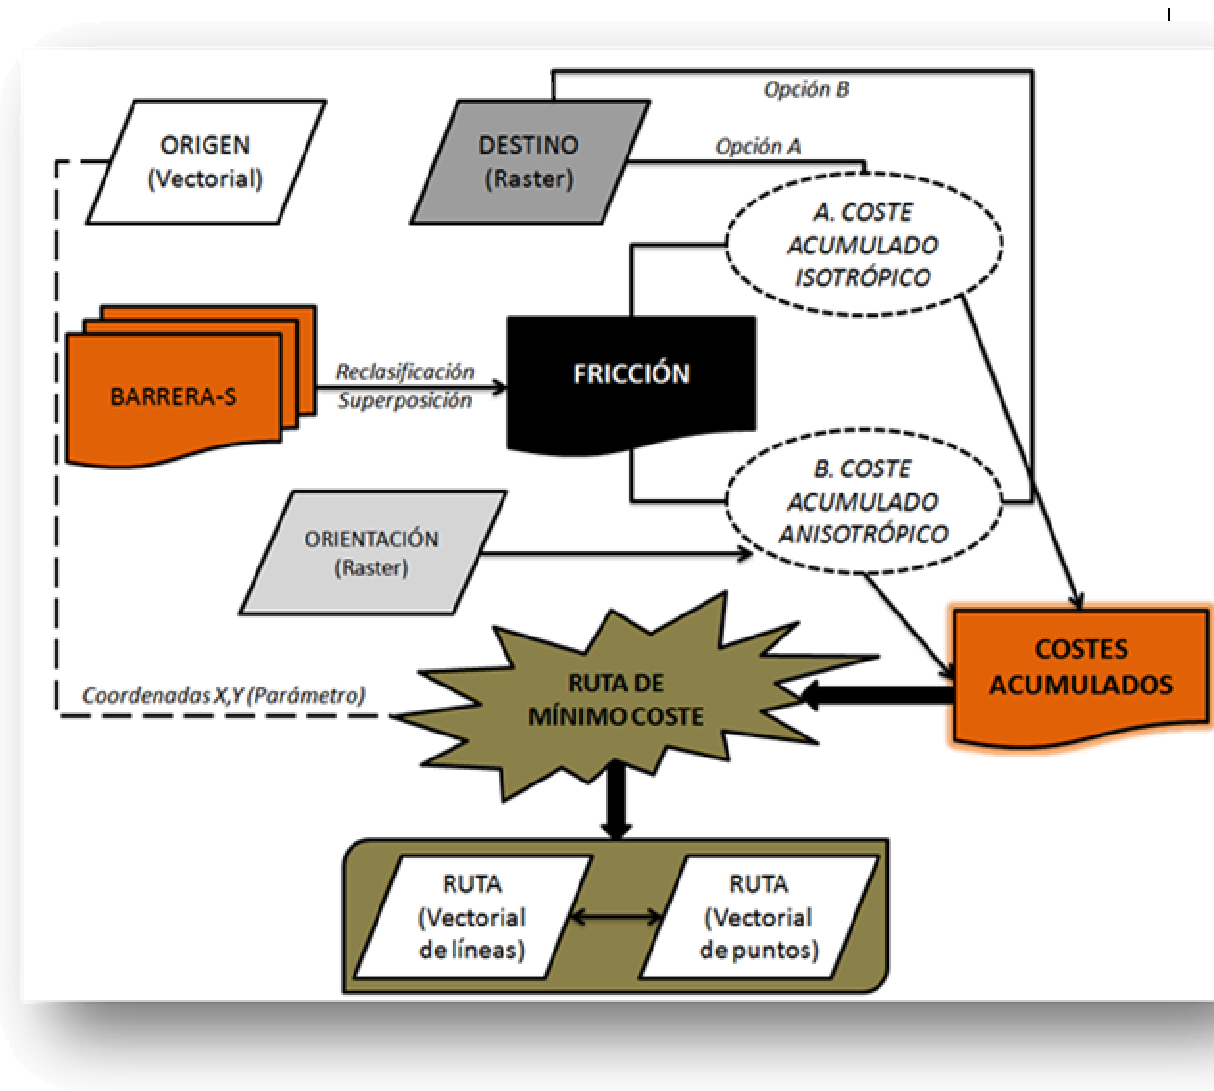 Opción B
ORIGEN
(Vectorial)
DESTINO
(Raster)
Opción A
A. COSTE
ACUMULADO
ISOTRÓPICO
BARRERA-S
Reclasificación
Superposición
FRICCIÓN
B. COSTE
ACUMULADO
ANISOTRÓPICO
ORIENTACIÓN
(Raster)
COSTES
ACUMULADOS
RUTA DE
MÍNIMO COSTE
Coordenadas X,Y (Parámetro)
RUTA
(Vectorial
de líneas)
RUTA
(Vectorial
de puntos)